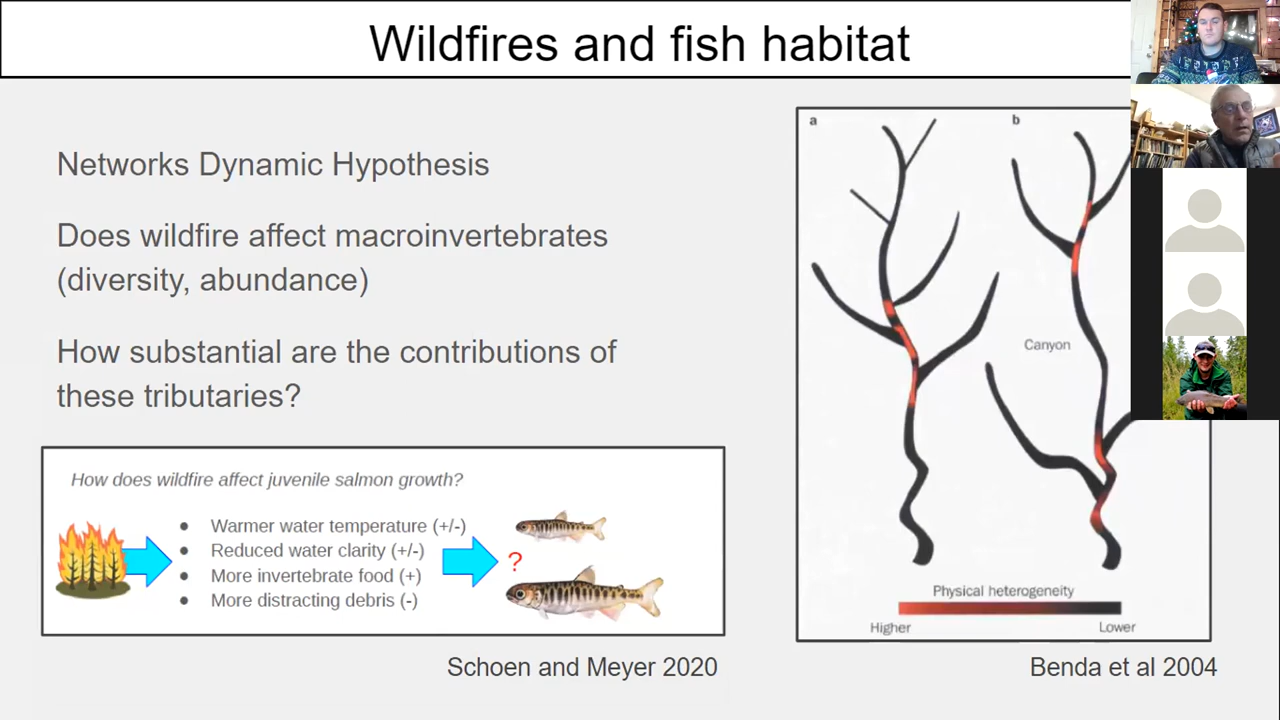 Wildfires and fish habitat
Networks Dynamic Hypothesis
Does wildfire affect macroinvertebrates
(diversity, abundance)
How substantial are the contributions of
these tributaries?
How does wildfire affect juvenile salmon growth?
Warmer water temperature (+/-)
Reduced water clarity (+/-)
More invertebrate food (+)
More distracting debris (-)
?
Schoen and Meyer 2020
a
b
Canyon
Physical heterogeneity
Higher
Lower
Benda et al 2004